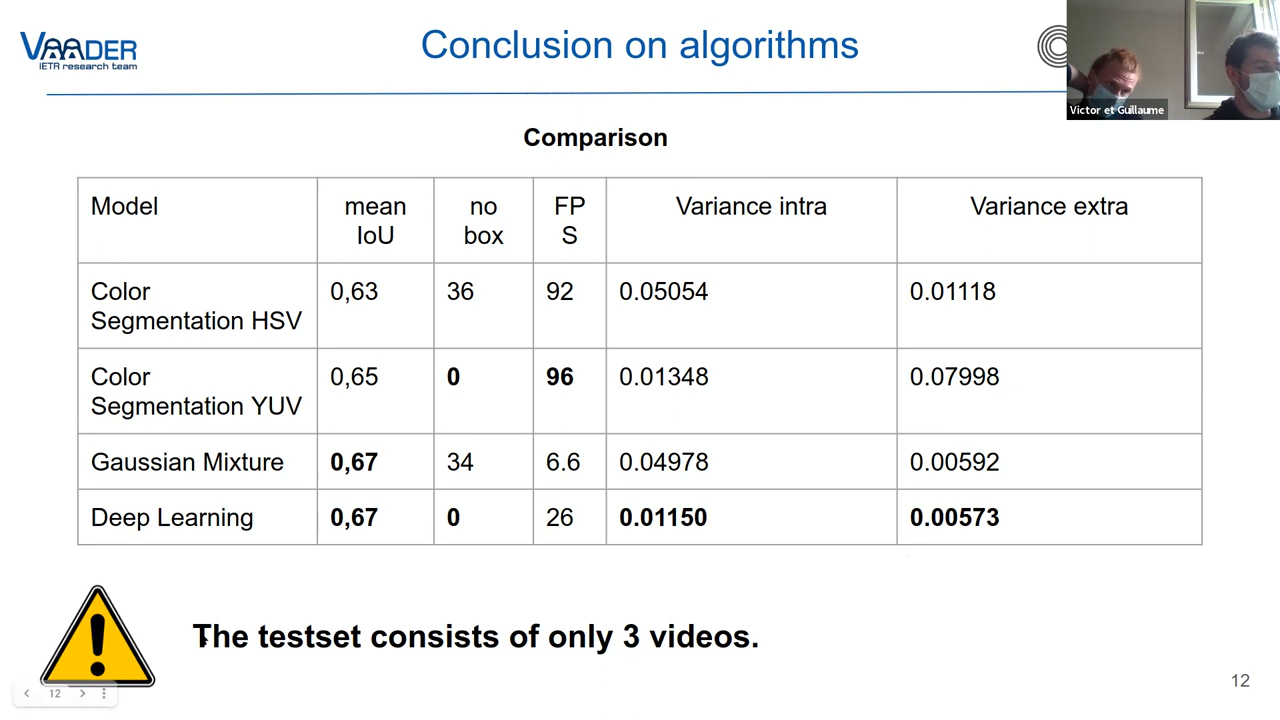 VAADER
IETR research team
Conclusion on algorithms
Victor et Guillaume
Comparison
Model mean IoU no box FPS Variance intra Variance extra
Color Segmentation HSV 0,63 36 92 0.05054 0.01118
Color Segmentation YUV 0,65 0 96 0.01348 0.07998
Gaussian Mixture 0,67 34 6.6 0.04978 0.00592
Deep Learning 0,67 0 26 0.01150 0.00573
The testset consists of only 3 videos.
12
12